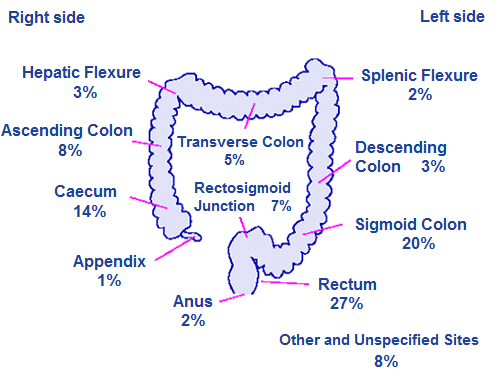 Right side
Left side
Hepatic Flexure
3%
Splenic Flexure
2%
Ascending Colon
8%
Transverse Colon
5%
Descending
Colon 3%
Caecum
14%
Rectosigmoid
Junction 7%
Sigmoid Colon
20%
Appendix
1%
Anus
2%
Rectum
27%
Other and Unspecified Sites
8%